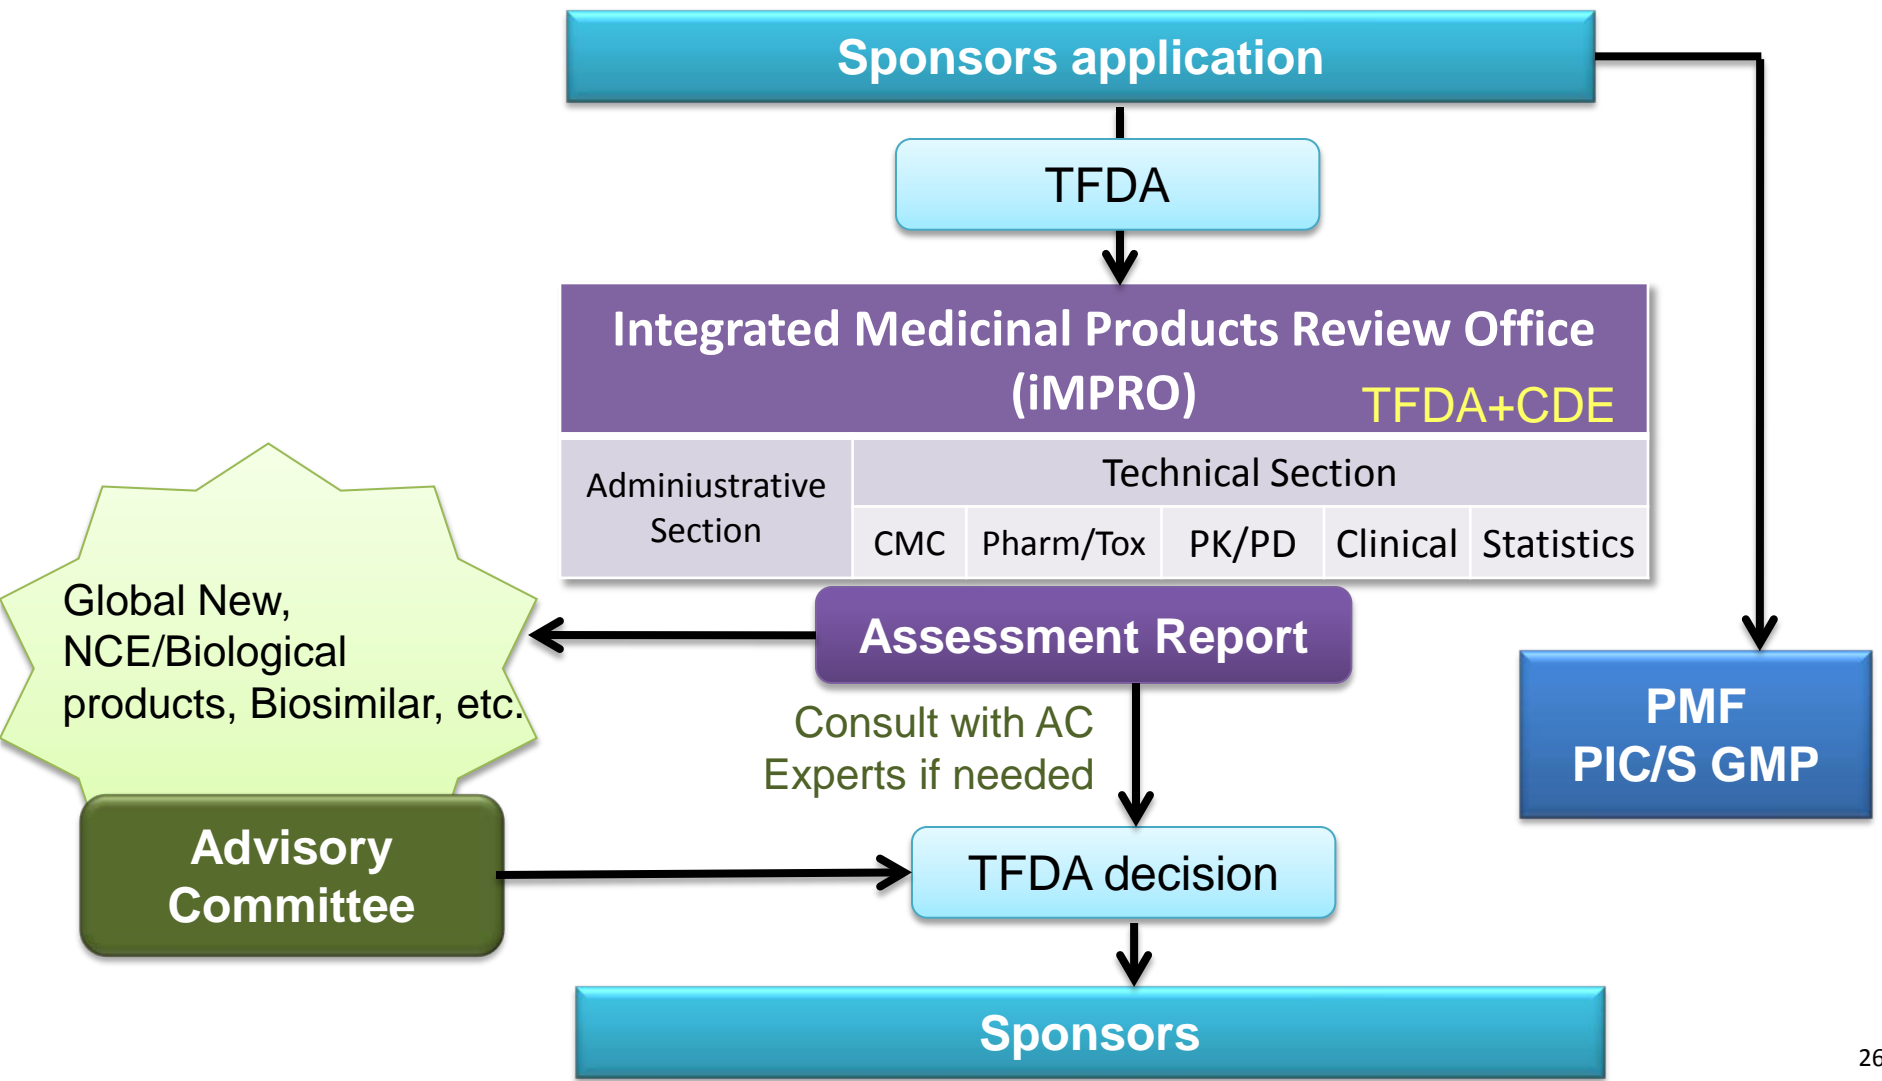 Sponsors application
TFDA
Integrated Medicinal Products Review Office
(iMPRO)
TFDA+CDE
Adminiustrative
Section
Technical Section
CMC
Pharm/Tox
PK/PD
Clinical
Statistics
Global New,
NCE/Biological
products, Biosimilar, etc.
Assessment Report
Consult with AC
Experts if needed
PMF
PIC/S GMP
Advisory
Committee
TFDA decision
Sponsors
26